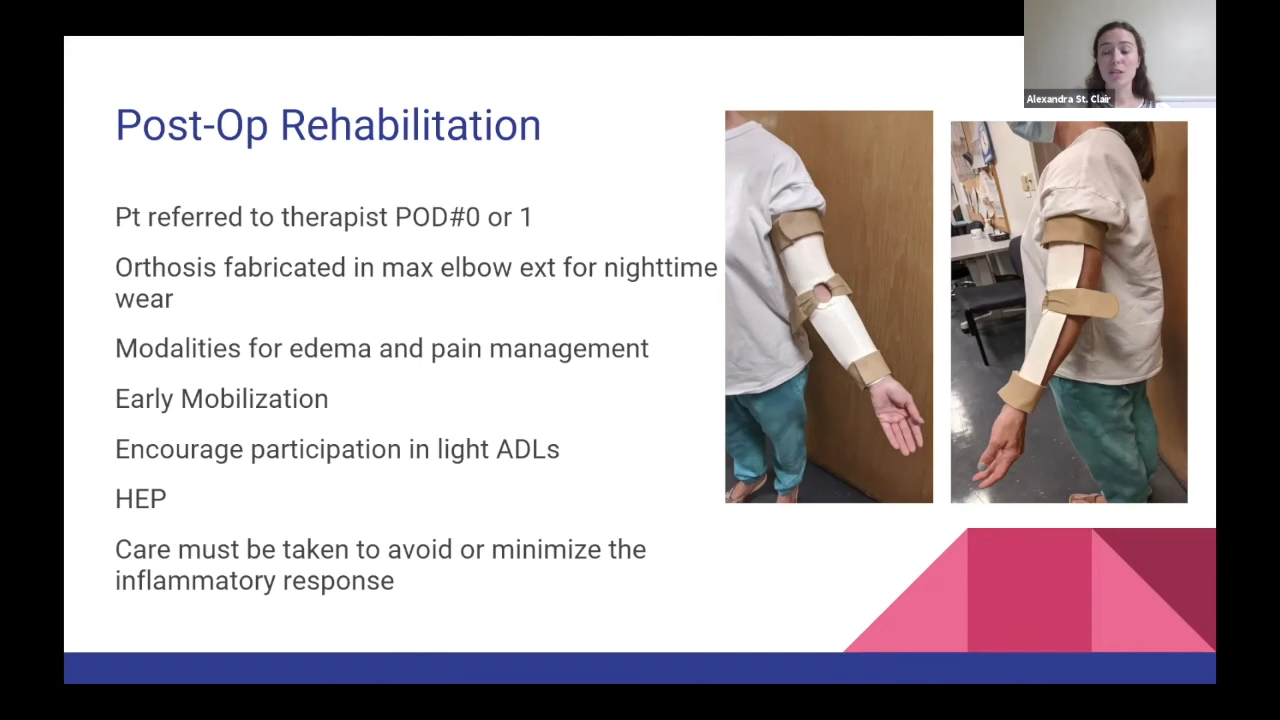 Alexandra St. Clair
Post-Op Rehabilitation
Pt referred to therapist POD#0 or 1
Orthosis fabricated in max elbow ext for nighttime
wear
Modalities for edema and pain management
Early Mobilization
Encourage participation in light ADLs
HEP
Care must be taken to avoid or minimize the
inflammatory response